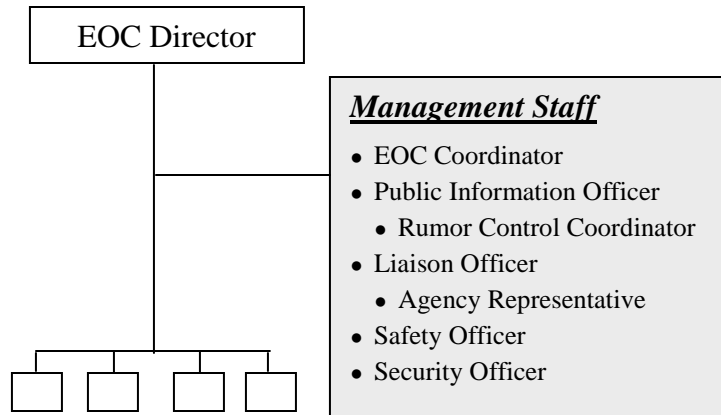 EOC Director
Management Staff
• EOC Coordinator
• Public Information Officer
• Rumor Control Coordinator
• Liaison Officer
• Agency Representative
• Safety Officer
• Security Officer